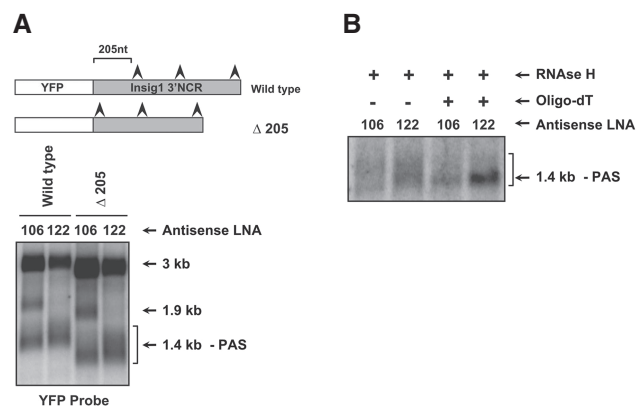 A
205nt
YFP
Insig1 3'NCR
Wild type
Δ 205
Wild type
Δ 205
106 122 106 122 ← Antisense LNA
← 3 kb
← 1.9 kb
← 1.4 kb - PAS
YFP Probe
B
+ + + + ← RNAse H
- - + + ← Oligo-dT
106 122 106 122 ← Antisense LNA
← 1.4 kb - PAS